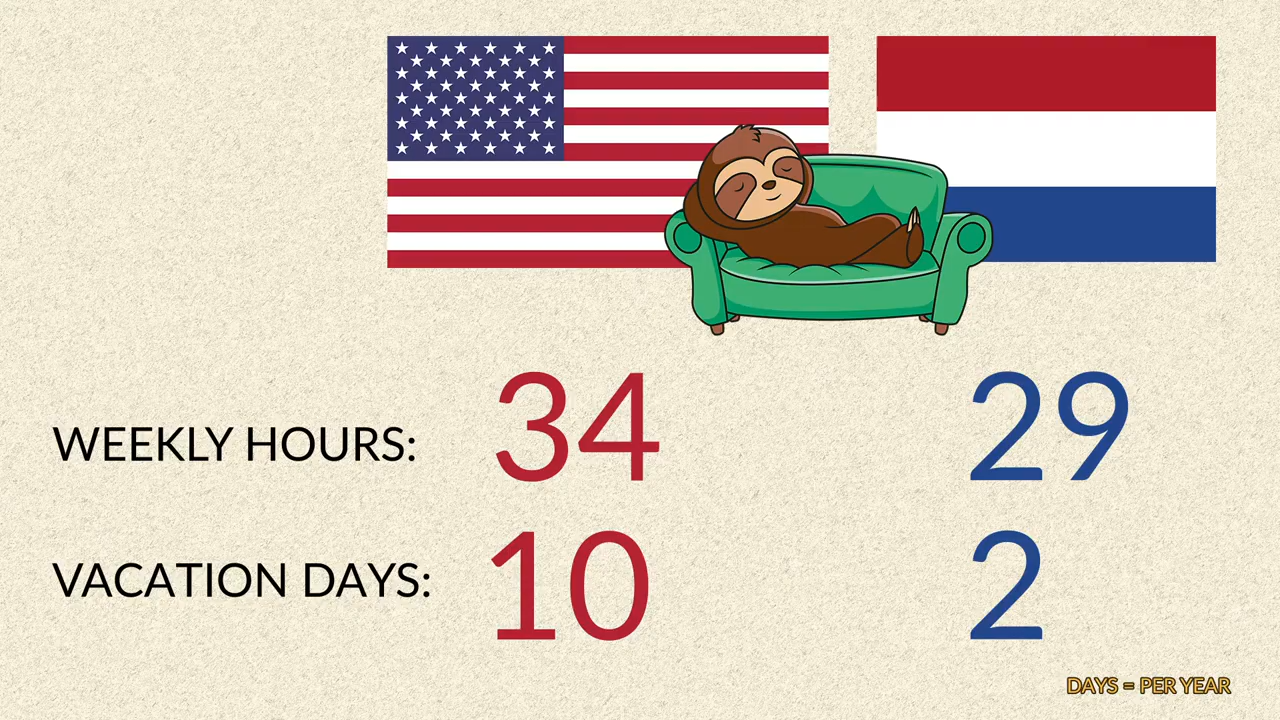 WEEKLY HOURS: 34 29
VACATION DAYS: 10 2
DAYS = PER YEAR